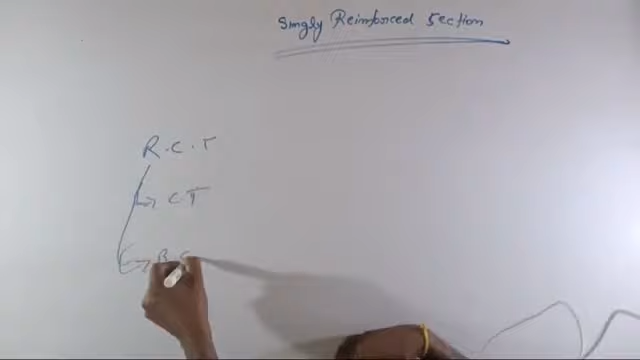 Singly Reinforced Section
R.C.T
→ C.T
→ B.S